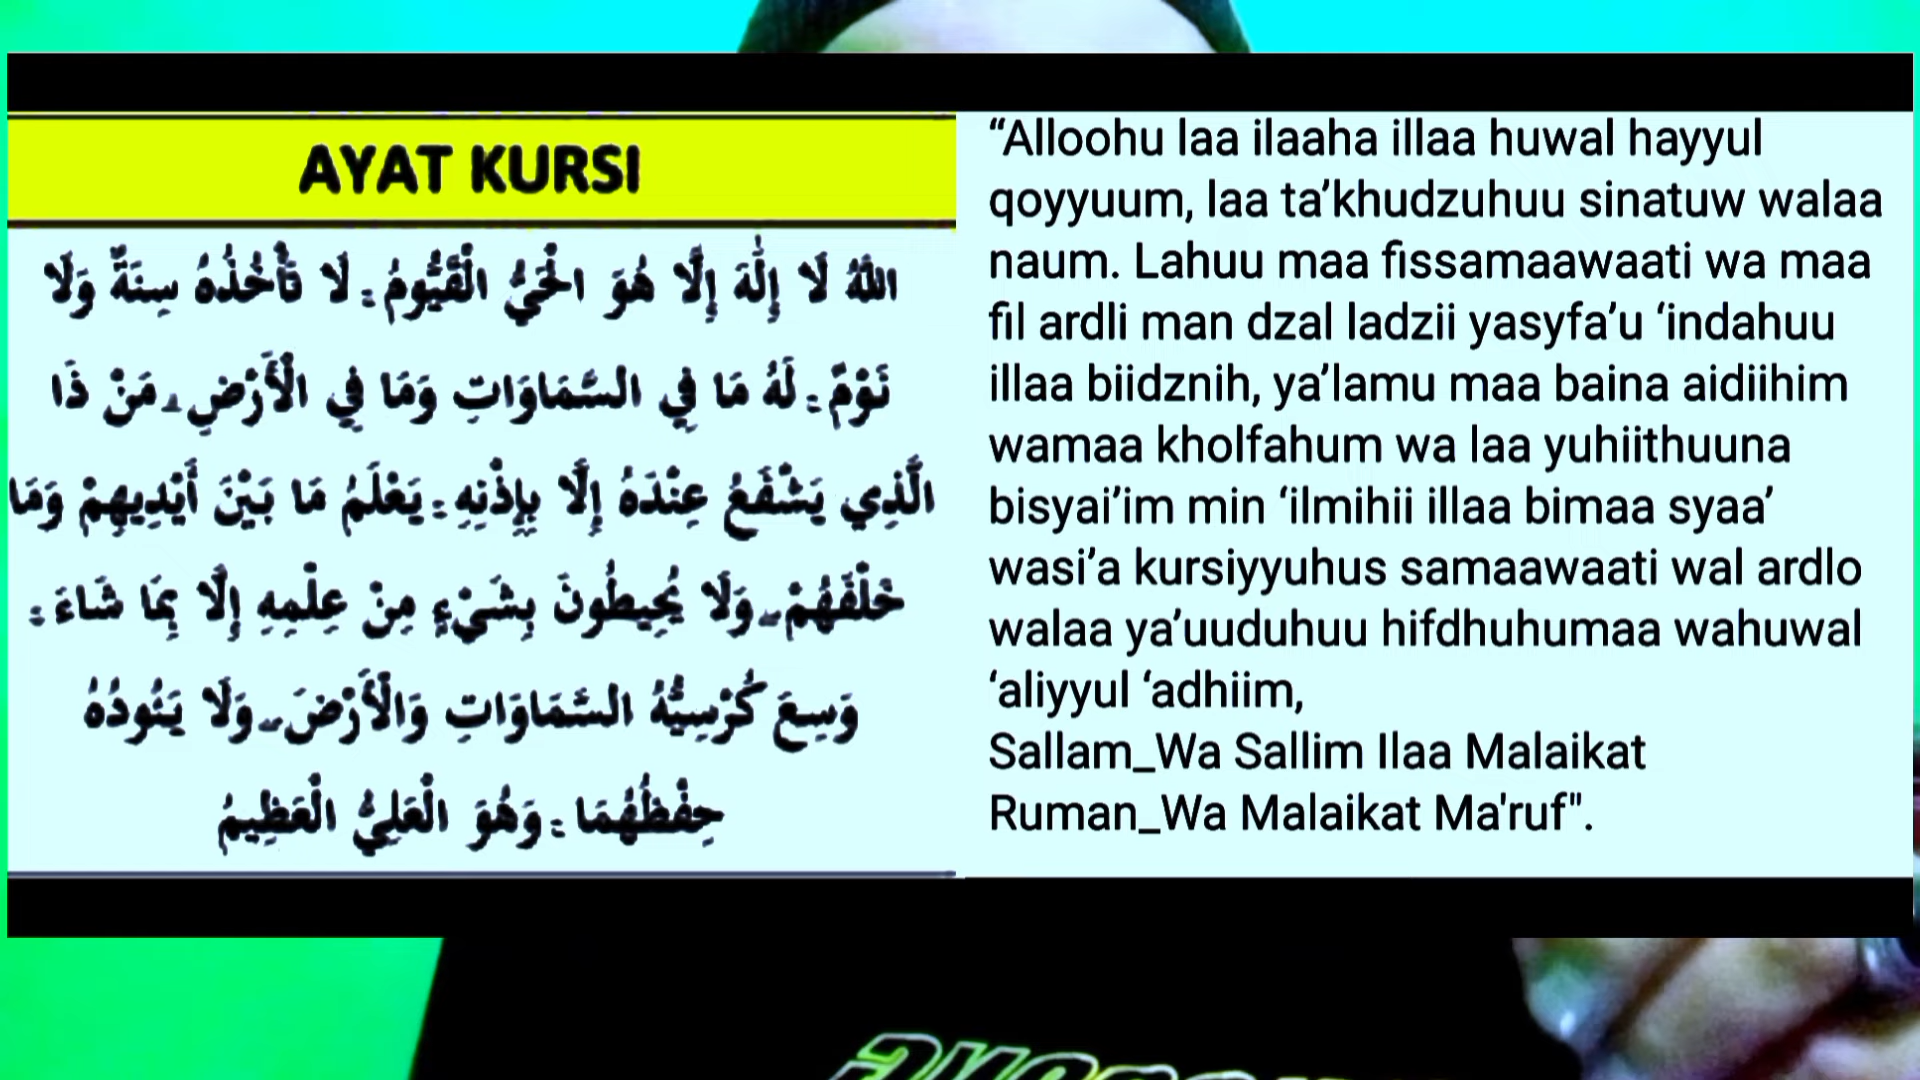 AYAT KURSI
اللهُ لَا إِلٰهَ إِلَّا هُوَ الْحَيُّ الْقَيُّومُ ۚ لَا تَأْخُذُهُ سِنَةٌ وَلَا
نَوْمٌ ۚ لَهُ مَا فِي السَّمَاوَاتِ وَمَا فِي الْأَرْضِ ۗ مَنْ ذَا
الَّذِي يَشْفَعُ عِنْدَهُ إِلَّا بِإِذْنِهِ ۚ يَعْلَمُ مَا بَيْنَ أَيْدِيهِمْ وَمَا
خَلْفَهُمْ ۖ وَلَا يُحِيطُونَ بِشَيْءٍ مِنْ عِلْمِهِ إِلَّا بِمَا شَاءَ ۚ
وَسِعَ كُرْسِيُّهُ السَّمَاوَاتِ وَالْأَرْضَ ۖ وَلَا يَئُودُهُ
حِفْظُهُمَا ۚ وَهُوَ الْعَلِيُّ الْعَظِيمُ
“Alloohu laa ilaaha illaa huwal hayyul
qoyyuum, laa ta’khudzuhuu sinatuw walaa
naum. Lahuu maa fissamaawaati wa maa
fil ardli man dzal ladzii yasyfa’u ‘indahuu
illaa biidznih, ya’lamu maa baina aidiihim
wamaa kholfahum wa laa yuhiithuuna
bisyai’im min ‘ilmihii illaa bimaa syaa’
wasi’a kursiyyuhus samaawaati wal ardlo
walaa ya’uuduhuu hifdhuhumaa wahuwal
‘aliyyul ‘adhiim,
Sallam_Wa Sallim Ilaa Malaikat
Ruman_Wa Malaikat Ma'ruf".